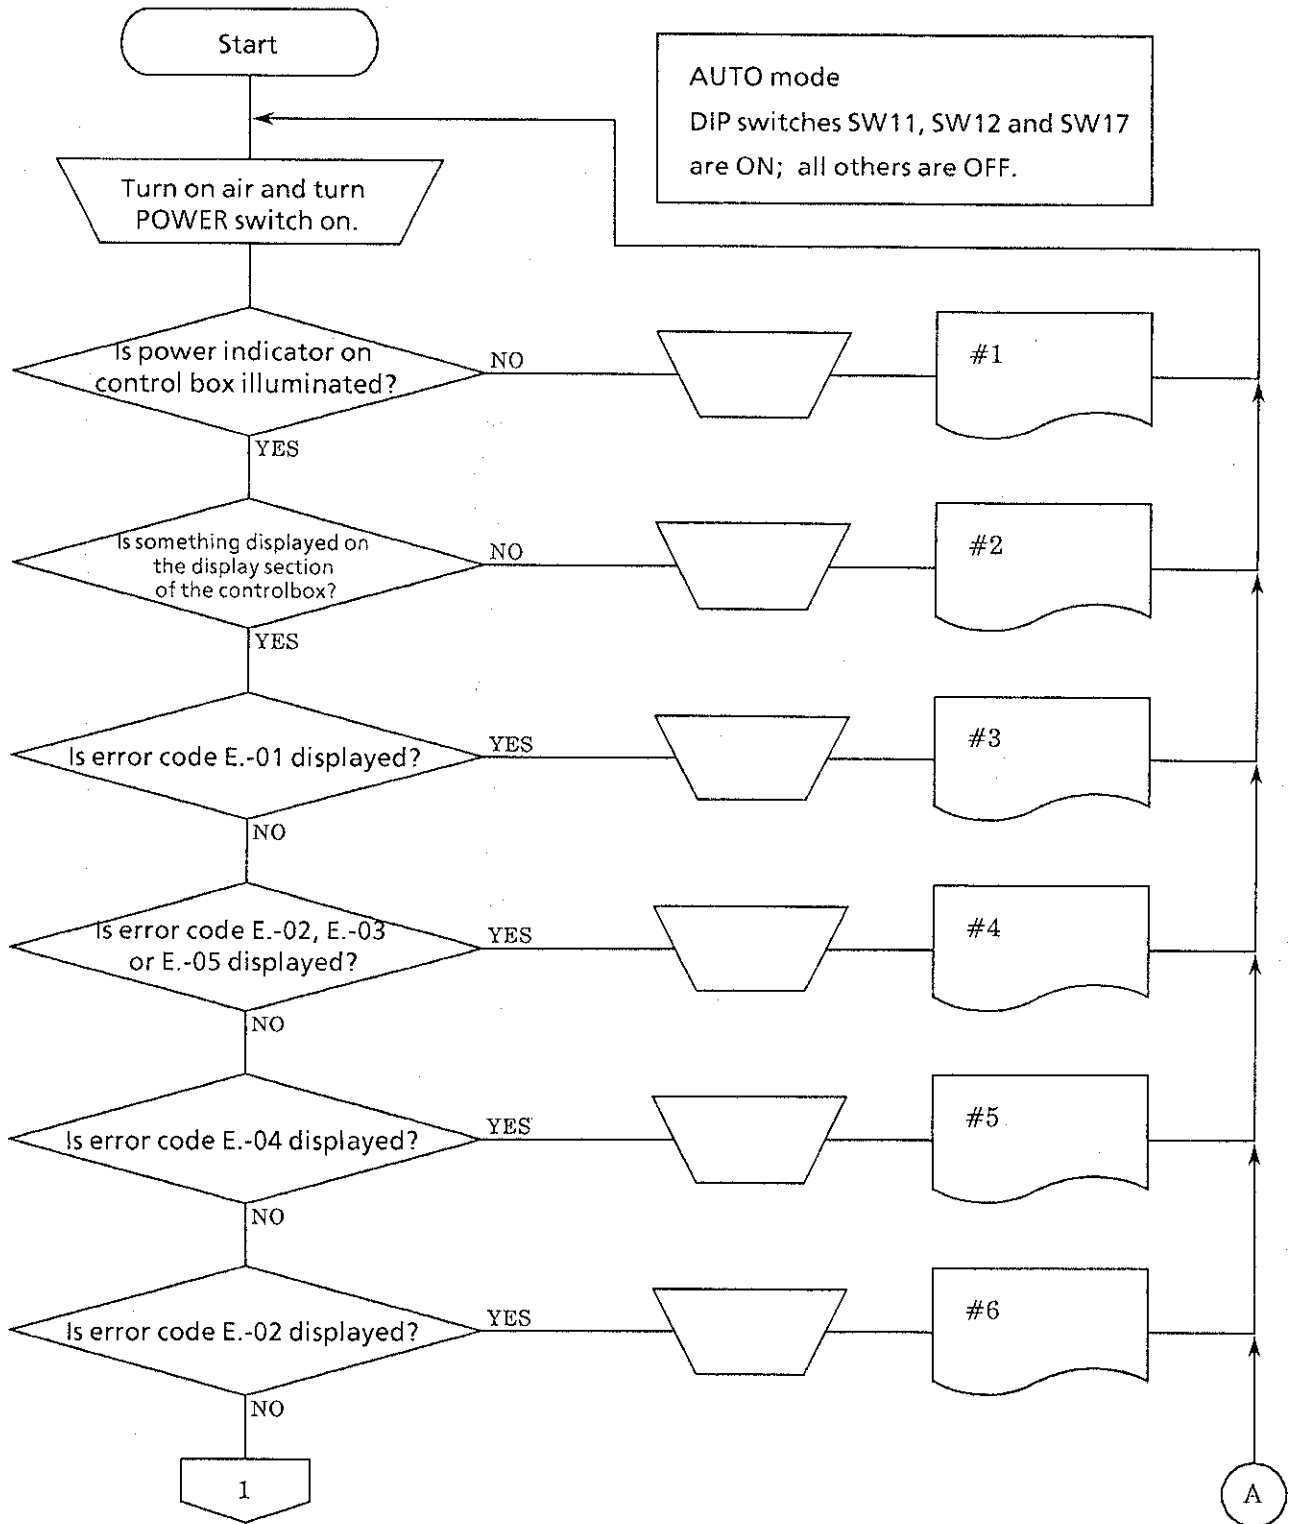 Start
AUTO mode
DIP switches SW11, SW12 and SW17
are ON; all others are OFF.
Turn on air and turn
POWER switch on.
Is power indicator on
control box illuminated?
NO
#1
YES
Is something displayed on
the display section
of the controlbox?
NO
#2
YES
Is error code E.-01 displayed?
YES
#3
NO
Is error code E.-02, E.-03
or E.-05 displayed?
YES
#4
NO
Is error code E.-04 displayed?
YES
#5
NO
Is error code E.-02 displayed?
YES
#6
NO
1
A